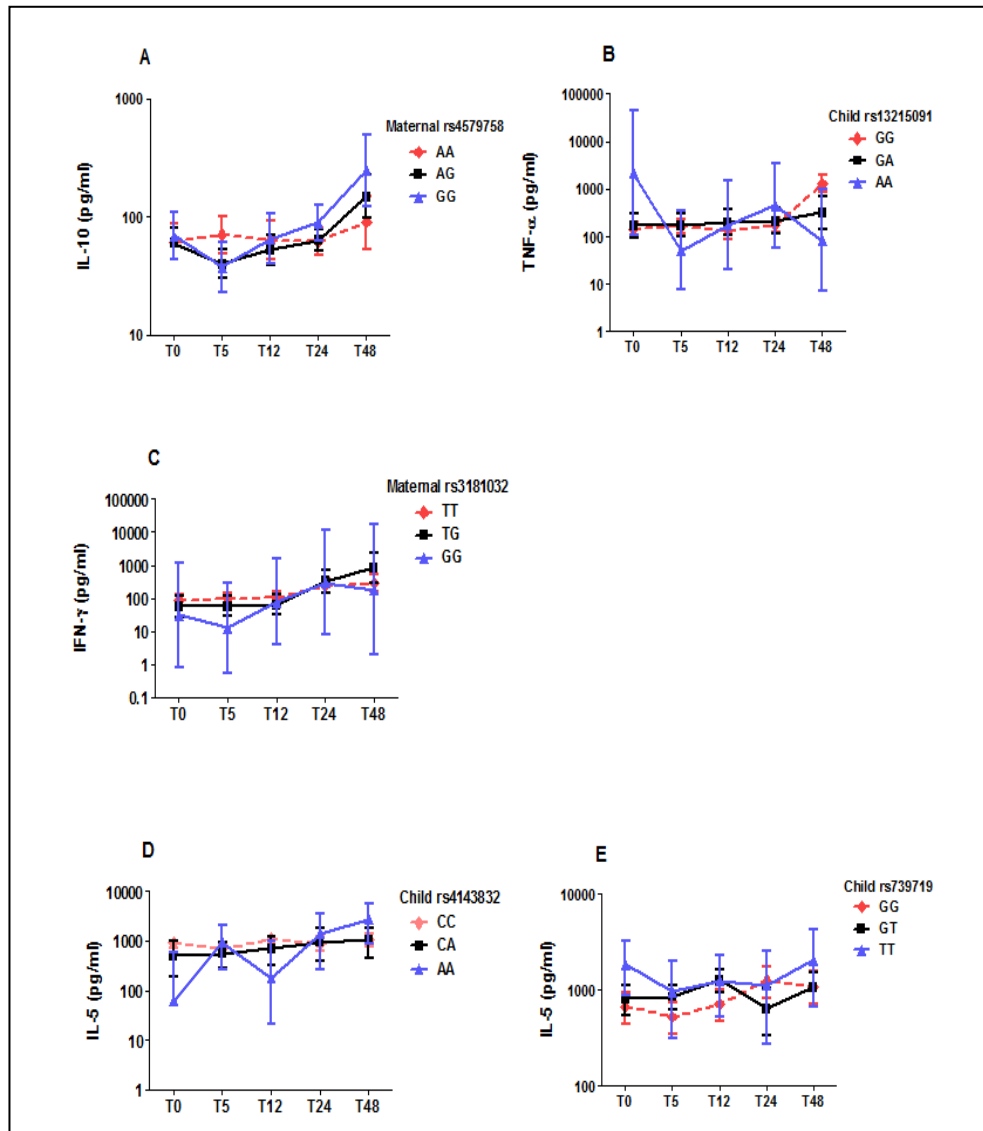 A
1000
100
10
IL-10 (pg/ml)
T0 T5 T12 T24 T48
Maternal rs4579758
AA
AG
GG
B
100000
10000
1000
100
10
1
TNF-α (pg/ml)
T0 T5 T12 T24 T48
Child rs13215091
GG
GA
AA
C
100000
10000
1000
100
10
1
0.1
IFN-γ (pg/ml)
T0 T5 T12 T24 T48
Maternal rs3181032
TT
TG
GG
D
10000
1000
100
10
1
IL-5 (pg/ml)
T0 T5 T12 T24 T48
Child rs4143832
CC
CA
AA
E
10000
1000
100
IL-5 (pg/ml)
T0 T5 T12 T24 T48
Child rs739719
GG
GT
TT